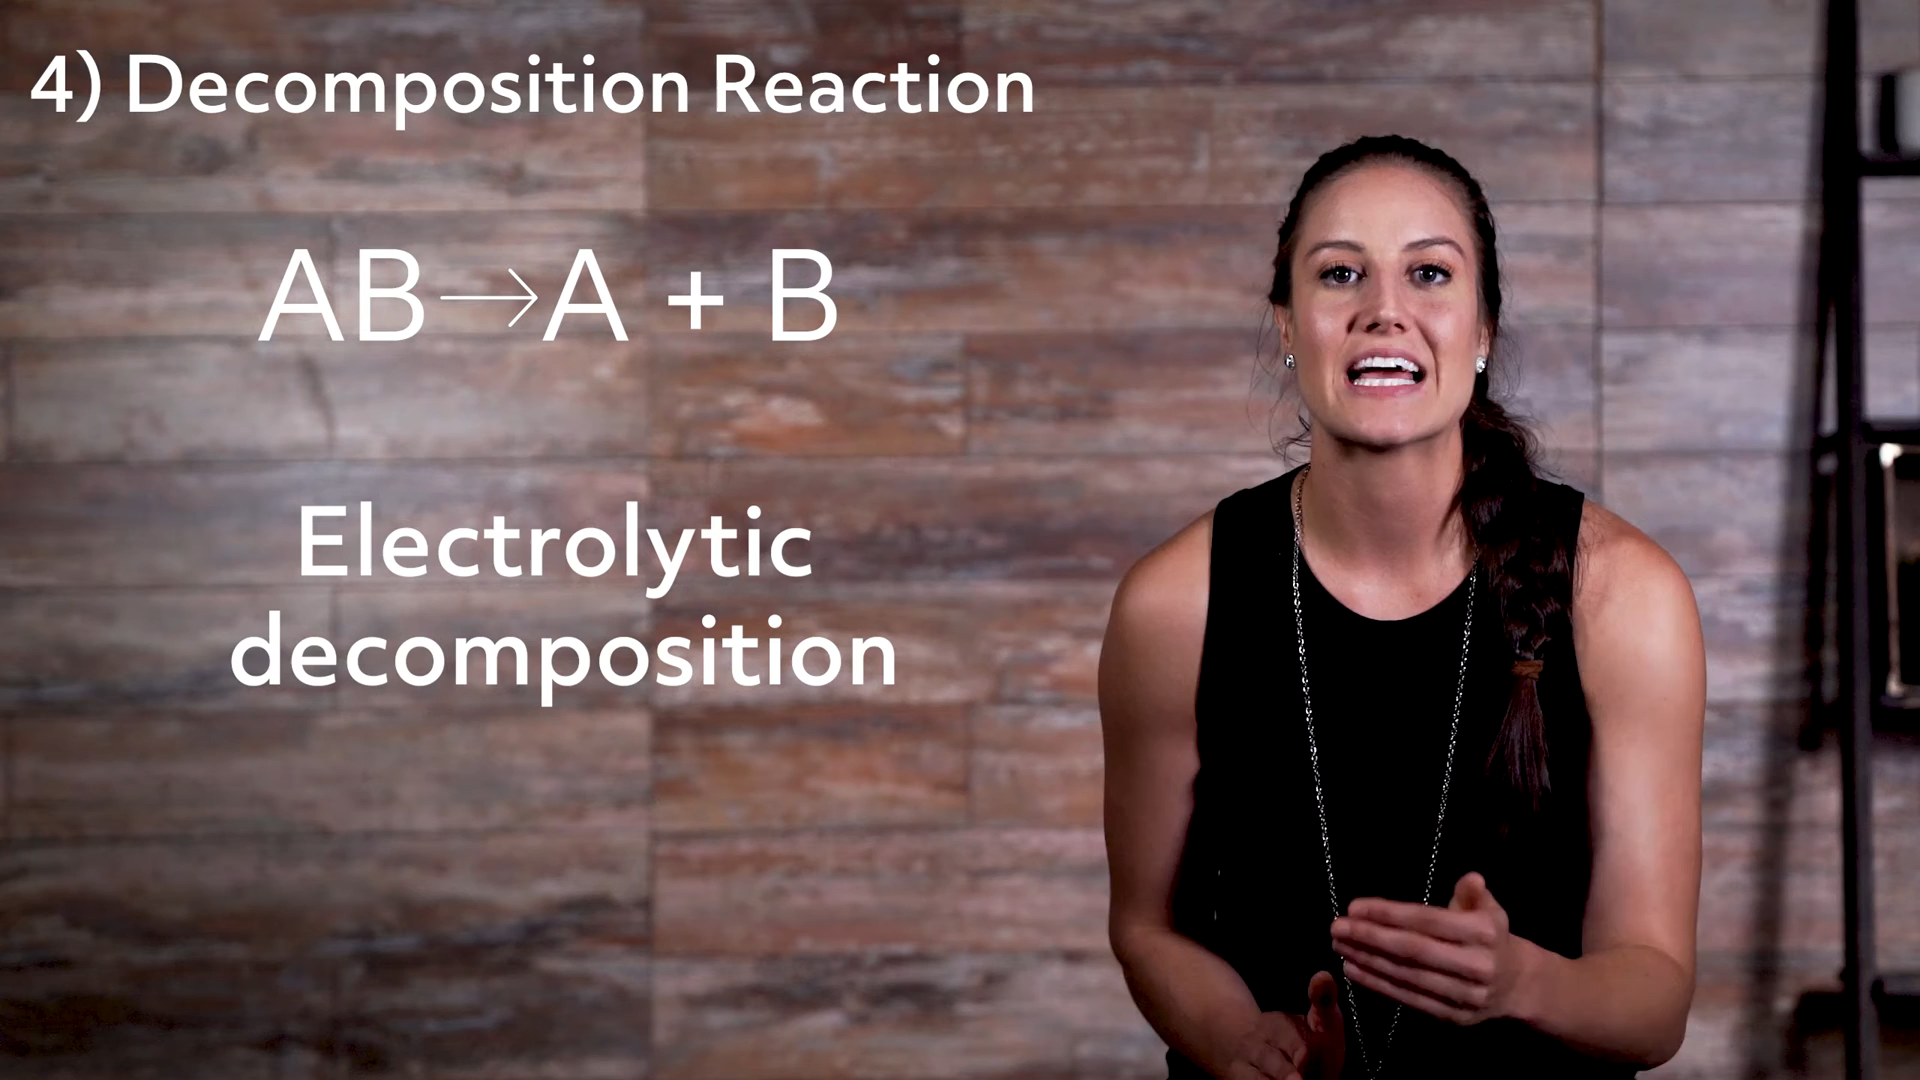 4) Decomposition Reaction
AB→A + B
Electrolytic
decomposition